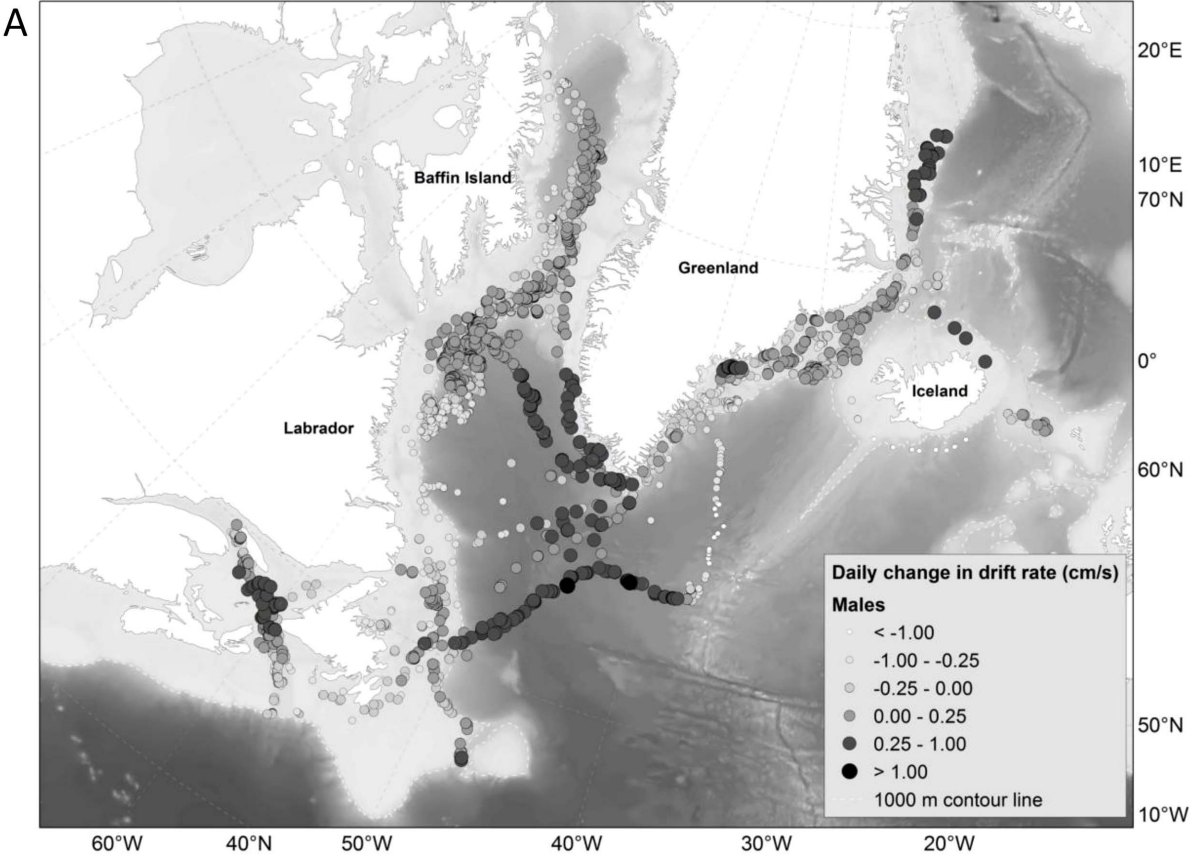 A
20°E
10°E
Baffin Island
70°N
Greenland
0°
Iceland
Labrador
60°N
Daily change in drift rate (cm/s)
Males
< -1.00
-1.00 - -0.25
-0.25 - 0.00
0.00 - 0.25
0.25 - 1.00
> 1.00
1000 m contour line
50°N
10°W
60°W 40°N 50°W 40°W 30°W 20°W